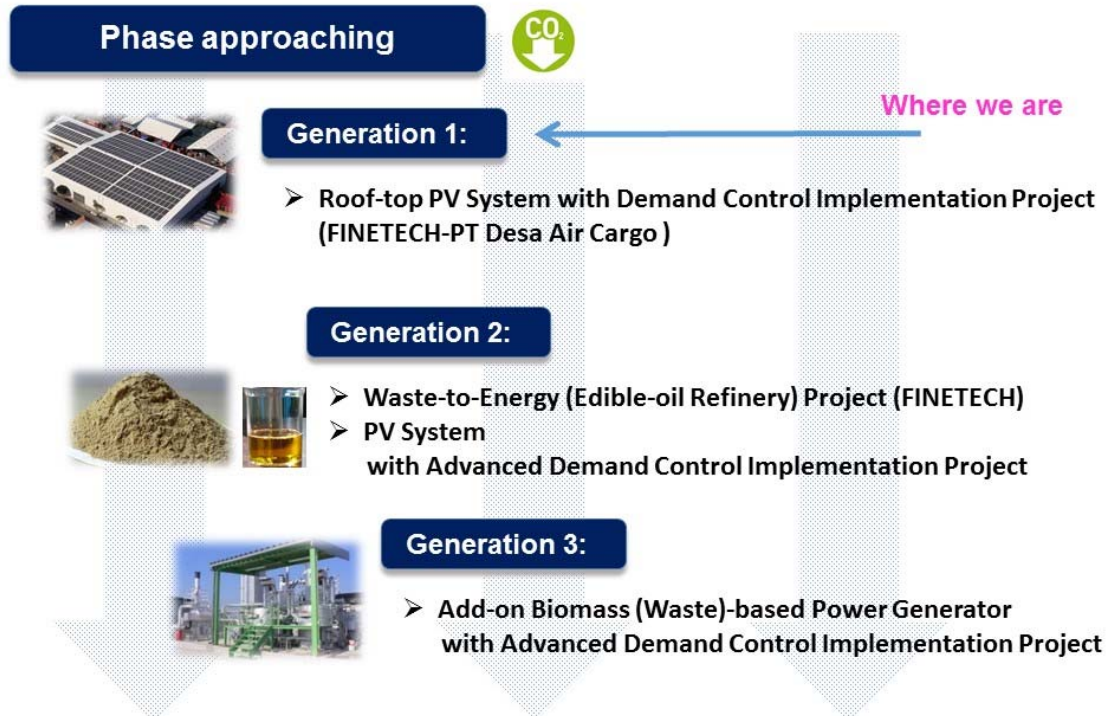 Phase approaching
CO₂
Where we are
Generation 1:
➢ Roof-top PV System with Demand Control Implementation Project
(FINETECH-PT Desa Air Cargo )
Generation 2:
➢ Waste-to-Energy (Edible-oil Refinery) Project (FINETECH)
➢ PV System
with Advanced Demand Control Implementation Project
Generation 3:
➢ Add-on Biomass (Waste)-based Power Generator
with Advanced Demand Control Implementation Project